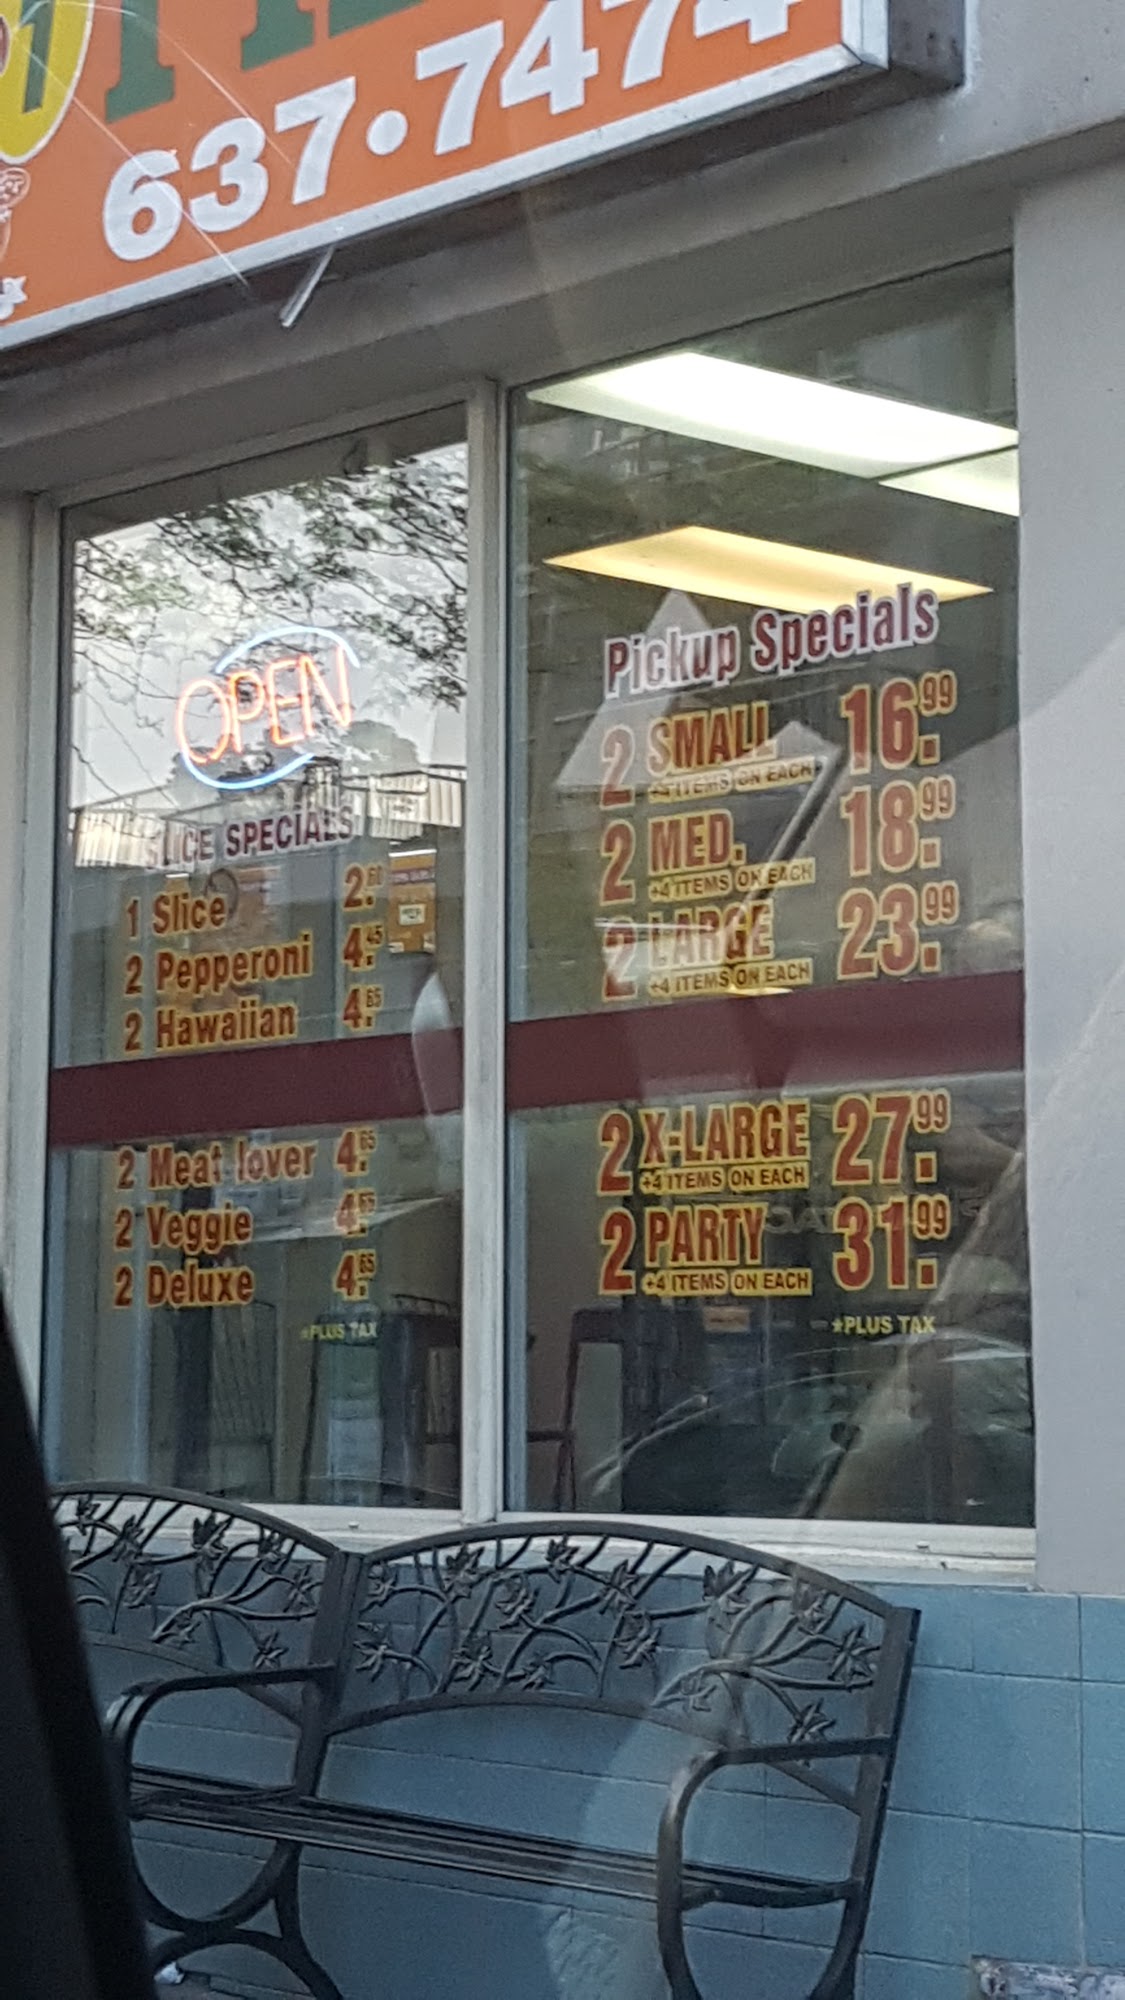 637·7474
OPEN
Pickup Specials
2 SMALL 16.99
+4 ITEMS ON EACH
2 MED. 18.99
+4 ITEMS ON EACH
2 LARGE 23.99
+4 ITEMS ON EACH
2 X-LARGE 27.99
+4 ITEMS ON EACH
2 PARTY 31.99
+4 ITEMS ON EACH
*PLUS TAX
SLICE SPECIALS
1 Slice 2.60
2 Pepperoni 4.45
2 Hawaiian 4.65
2 Meat lover 4.65
2 Veggie 4.65
2 Deluxe 4.65
*PLUS TAX